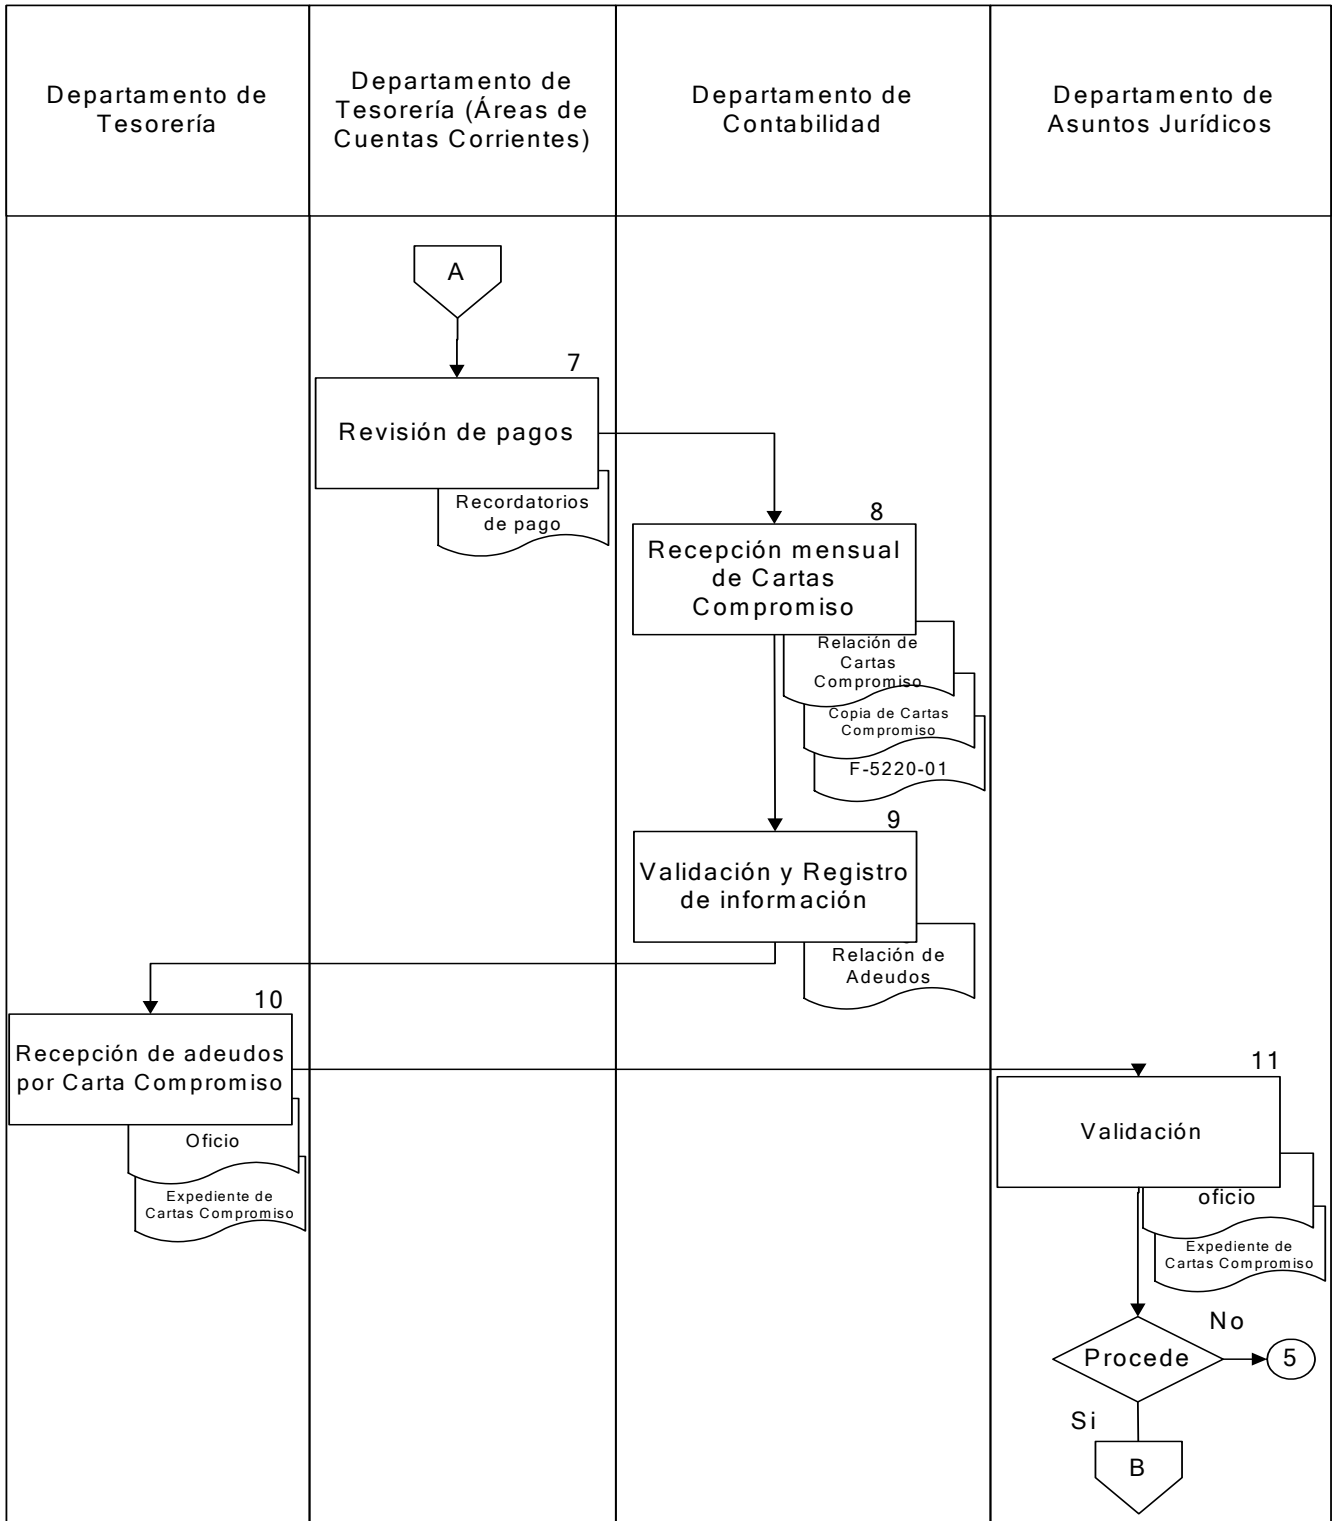 Departamento de
Tesorería
Departamento de
Tesorería (Áreas de
Cuentas Corrientes)
Departamento de
Contabilidad
Departamento de
Asuntos Jurídicos
A
7
Revisión de pagos
Recordatorios
de pago
8
Recepción mensual
de Cartas
Compromiso
Relación de
Cartas
Compromiso
Copia de Cartas
Compromiso
F-5220-01
9
Validación y Registro
de información
Relación de
Adeudos
10
Recepción de adeudos
por Carta Compromiso
Oficio
Expediente de
Cartas Compromiso
11
Validación
oficio
Expediente de
Cartas Compromiso
Procede
No
5
Si
B